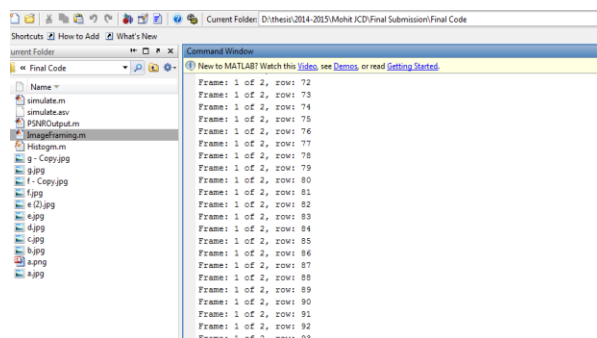 Current Folder: D:\thesis\2014-2015\Mohit JCD\Final Submission\Final Code
Shortcuts How to Add What's New
urrent Folder
Command Window
« Final Code
New to MATLAB? Watch this Video, see Demos, or read Getting Started.
Name
simulate.m
simulate.asv
PSNROutput.m
ImageFraming.m
Histogm.m
g - Copy.jpg
g.jpg
f - Copy.jpg
f.jpg
e (2).jpg
e.jpg
d.jpg
c.jpg
b.jpg
a.png
a.jpg
Frame: 1 of 2, row: 72
Frame: 1 of 2, row: 73
Frame: 1 of 2, row: 74
Frame: 1 of 2, row: 75
Frame: 1 of 2, row: 76
Frame: 1 of 2, row: 77
Frame: 1 of 2, row: 78
Frame: 1 of 2, row: 79
Frame: 1 of 2, row: 80
Frame: 1 of 2, row: 81
Frame: 1 of 2, row: 82
Frame: 1 of 2, row: 83
Frame: 1 of 2, row: 84
Frame: 1 of 2, row: 85
Frame: 1 of 2, row: 86
Frame: 1 of 2, row: 87
Frame: 1 of 2, row: 88
Frame: 1 of 2, row: 89
Frame: 1 of 2, row: 90
Frame: 1 of 2, row: 91
Frame: 1 of 2, row: 92
Frame: 1 of 2, row: 93